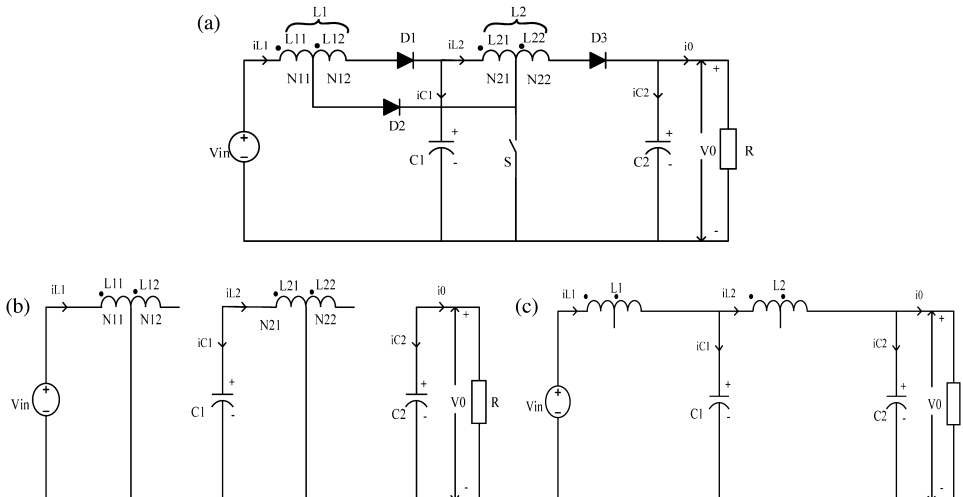 (a)
L1
L2
iL1
L11
L12
D1
iL2
L21
L22
D3
i0
N11
N12
N21
N22
iC1
iC2
+
D2
Vin
+
-
C1
+
-
S
C2
+
-
V0
R
-
(b)
iL1
L11
L12
N11
N12
iL2
L21
L22
N21
N22
iC1
i0
+
iC2
Vin
+
-
C1
+
-
C2
+
-
V0
R
-
(c)
iL1
L1
iL2
L2
i0
+
iC1
iC2
Vin
+
-
C1
+
-
C2
+
-
V0
-